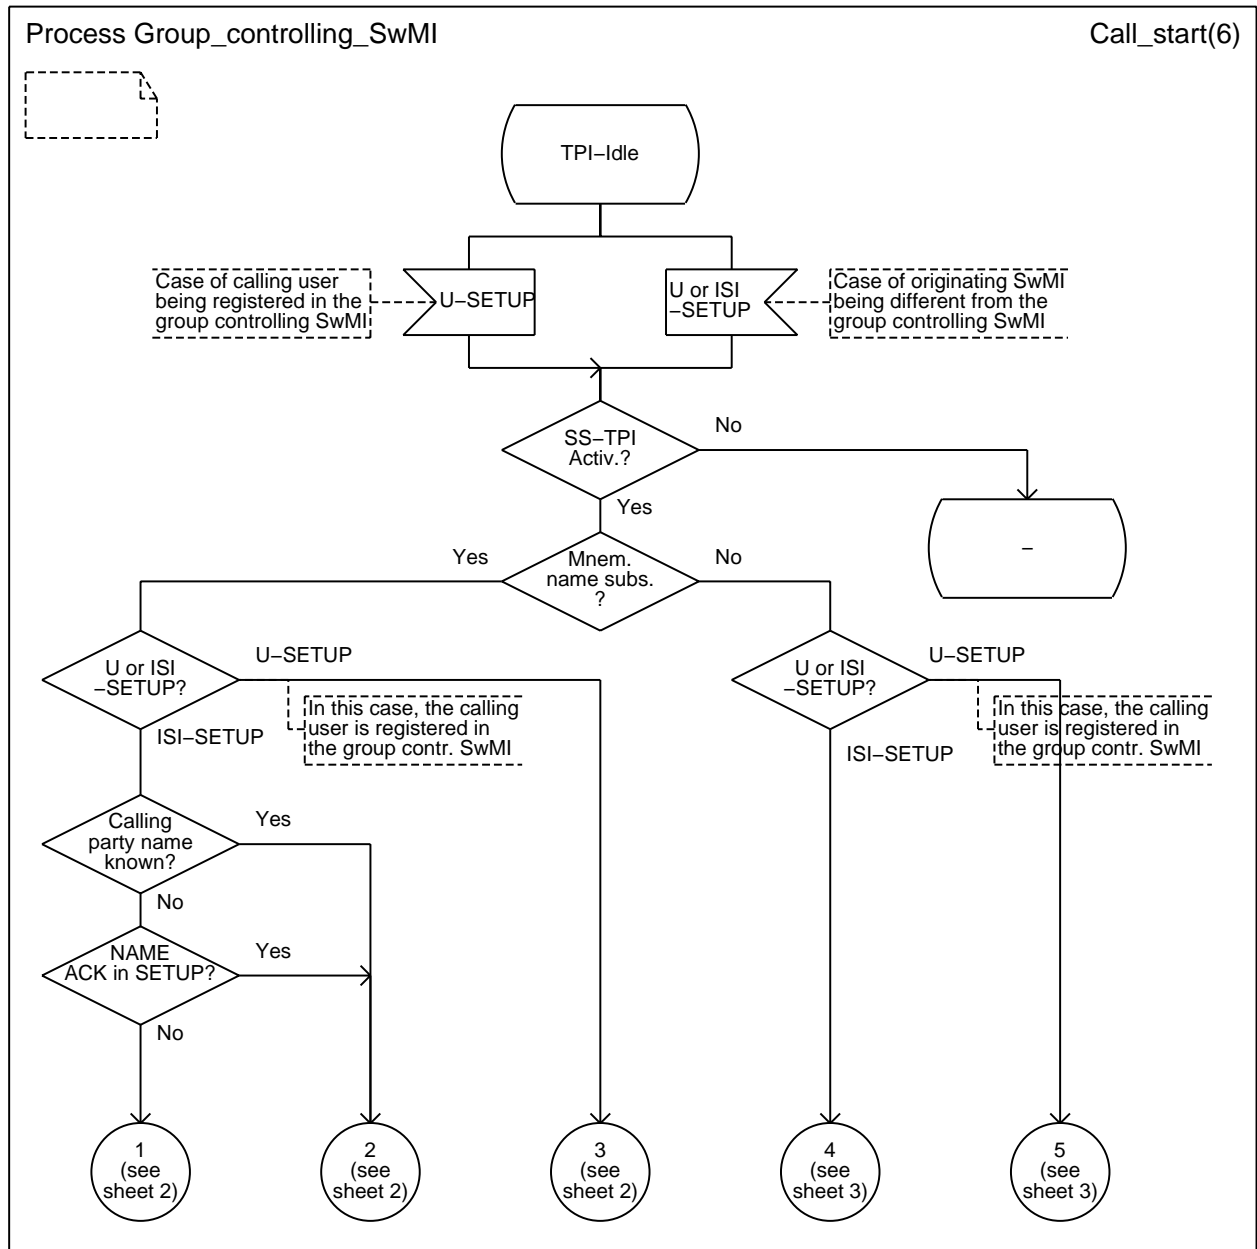 Process Group_controlling_SwMI
Call_start(6)
TPI–Idle
Case of calling user
being registered in the
group controlling SwMI
U–SETUP
U or ISI
–SETUP
Case of originating SwMI
being different from the
group controlling SwMI
SS–TPI
Activ.?
No
Yes
–
Mnem.
name subs.
?
Yes
No
U or ISI
–SETUP?
U–SETUP
In this case, the calling
user is registered in
the group contr. SwMI
ISI–SETUP
U or ISI
–SETUP?
U–SETUP
In this case, the calling
user is registered in
the group contr. SwMI
ISI–SETUP
Calling
party name
known?
Yes
No
NAME
ACK in SETUP?
Yes
No
1
(see
sheet 2)
2
(see
sheet 2)
3
(see
sheet 2)
4
(see
sheet 3)
5
(see
sheet 3)